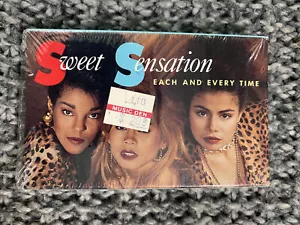 Sweet Sensation
EACH AND EVERY TIME
MUSIC DEN